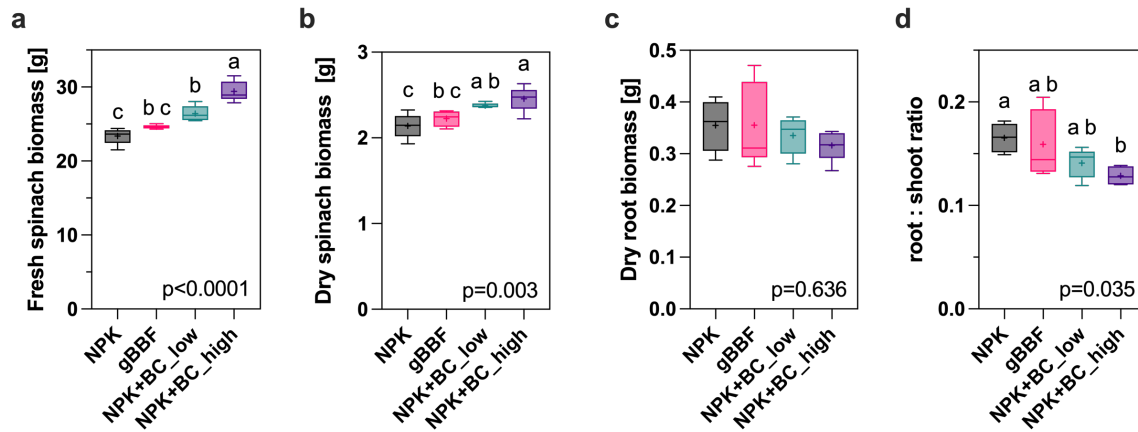 a
Fresh spinach biomass [g]
30
20
10
0
c
b c
b
a
p<0.0001
NPK
gBBF
NPK+BC_low
NPK+BC_high
b
Dry spinach biomass [g]
3
2
1
0
c
b c
a b
a
p=0.003
NPK
gBBF
NPK+BC_low
NPK+BC_high
c
Dry root biomass [g]
0.5
0.4
0.3
0.2
0.1
0.0
p=0.636
NPK
gBBF
NPK+BC_low
NPK+BC_high
d
root : shoot ratio
0.2
0.1
0.0
a
a b
a b
b
p=0.035
NPK
gBBF
NPK+BC_low
NPK+BC_high